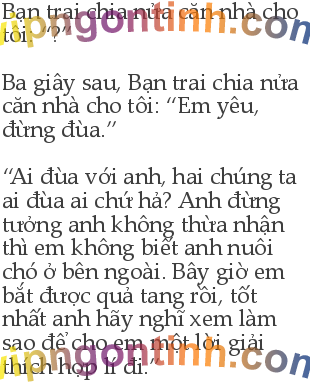 Bạn trai chia nửa căn nhà cho
tôi: “?”
Ba giây sau, Bạn trai chia nửa
căn nhà cho tôi: “Em yêu,
đừng đùa.”
“Ai đùa với anh, hai chúng ta
ai đùa ai chứ hả? Anh đừng
tưởng anh không thừa nhận
thì em không biết anh nuôi
chó ở bên ngoài. Bây giờ em
bắt được quả tang rồi, tốt
nhất anh hãy nghĩ xem làm
sao để cho em một lời giải
thích hợp lí đi.”
vipngontinh.com
vipngontinh.com